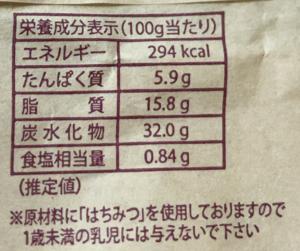 栄養成分表示(100g当たり)
エネルギー 294 kcal
たんぱく質 5.9 g
脂質 15.8 g
炭水化物 32.0 g
食塩相当量 0.84 g
(推定値)
※原材料に「はちみつ」を使用しておりますので
1歳未満の乳児には与えないで下さい